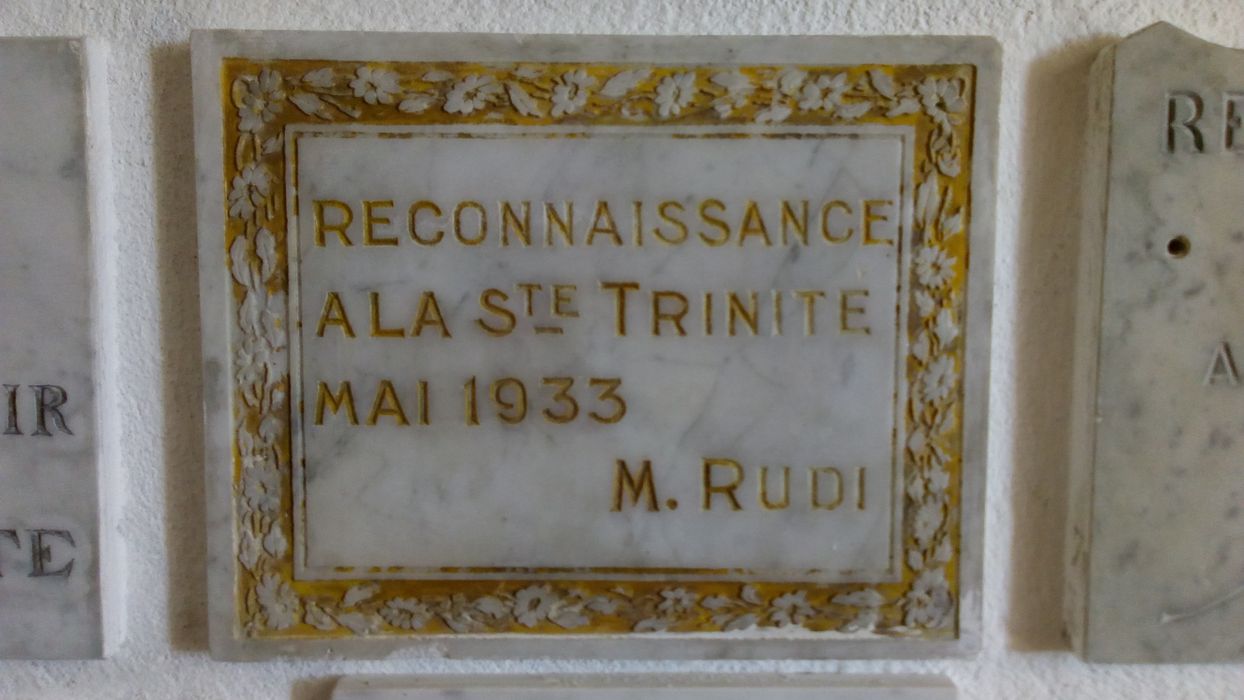 RECONNAISSANCE
A LA STE TRINITE
MAI 1933
M. RUDI